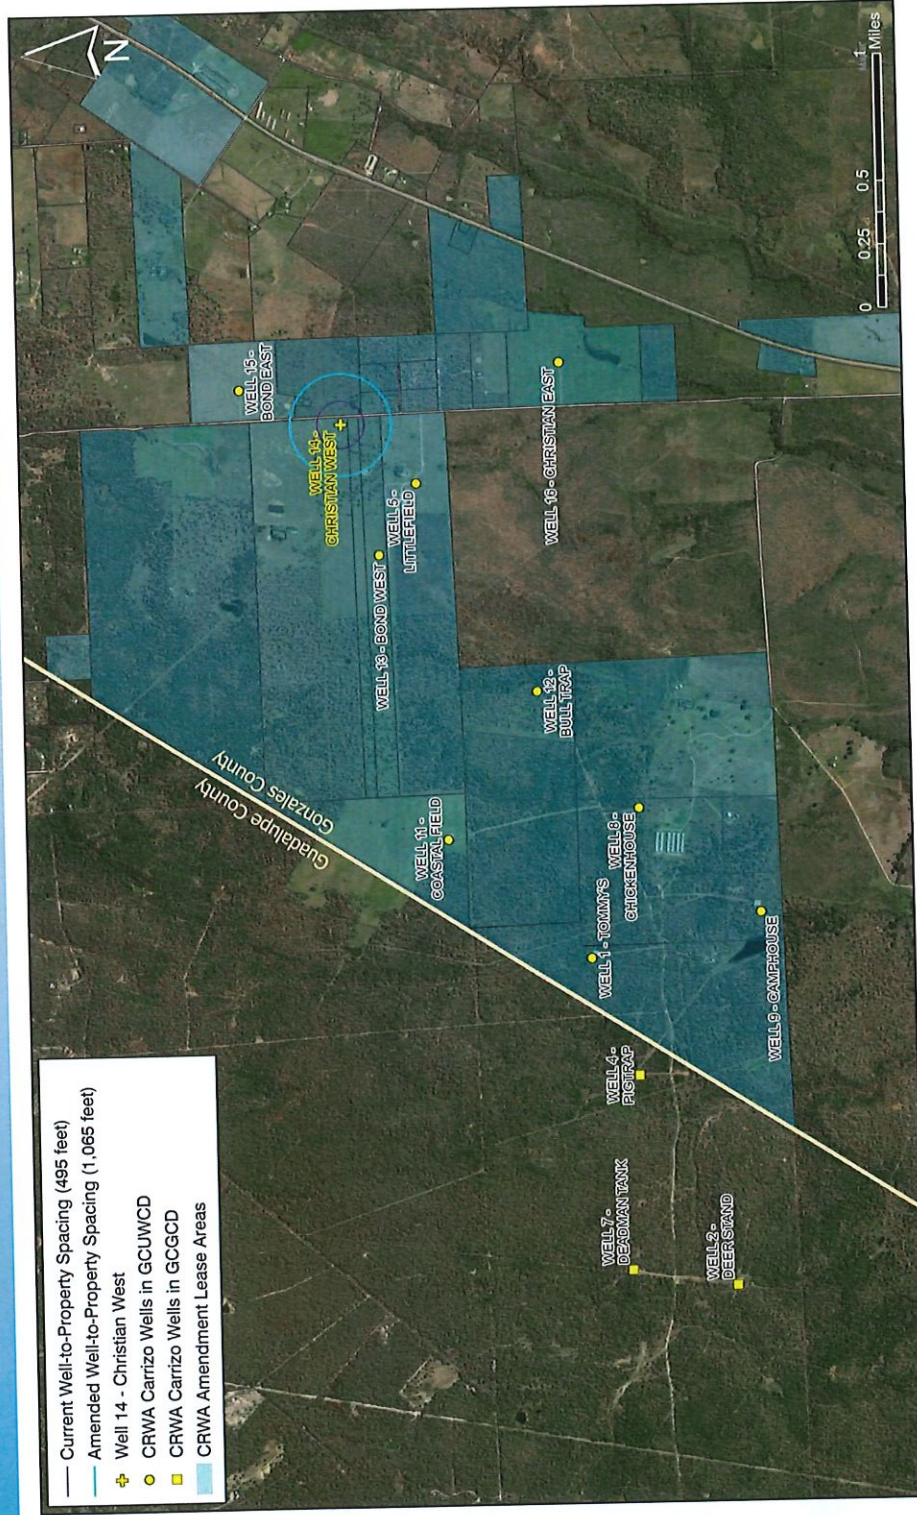 Current Well-to-Property Spacing (495 feet)
Amended Well-to-Property Spacing (1,065 feet)
Well 14 - Christian West
CRWA Carrizo Wells in GCUWCD
CRWA Carrizo Wells in GCGCD
CRWA Amendment Lease Areas
N
Guadalupe County
Gonzales County
WELL 15 -
BOND EAST
WELL 14 -
CHRISTIAN WEST
WELL 5 -
LITTLEFIELD
WELL 13 - BOND WEST
WELL 16 - CHRISTIAN EAST
WELL 12 -
BULL TRAP
WELL 11 -
COASTAL FIELD
WELL 8 -
CHICKENHOUSE
WELL 1 - TOMMY'S
WELL 9 - CAMPHOUSE
WELL 4 -
PIGTRAP
WELL 7 -
DEADMAN TANK
WELL 2 -
DEER STAND
0 0.25 0.5 1
Miles